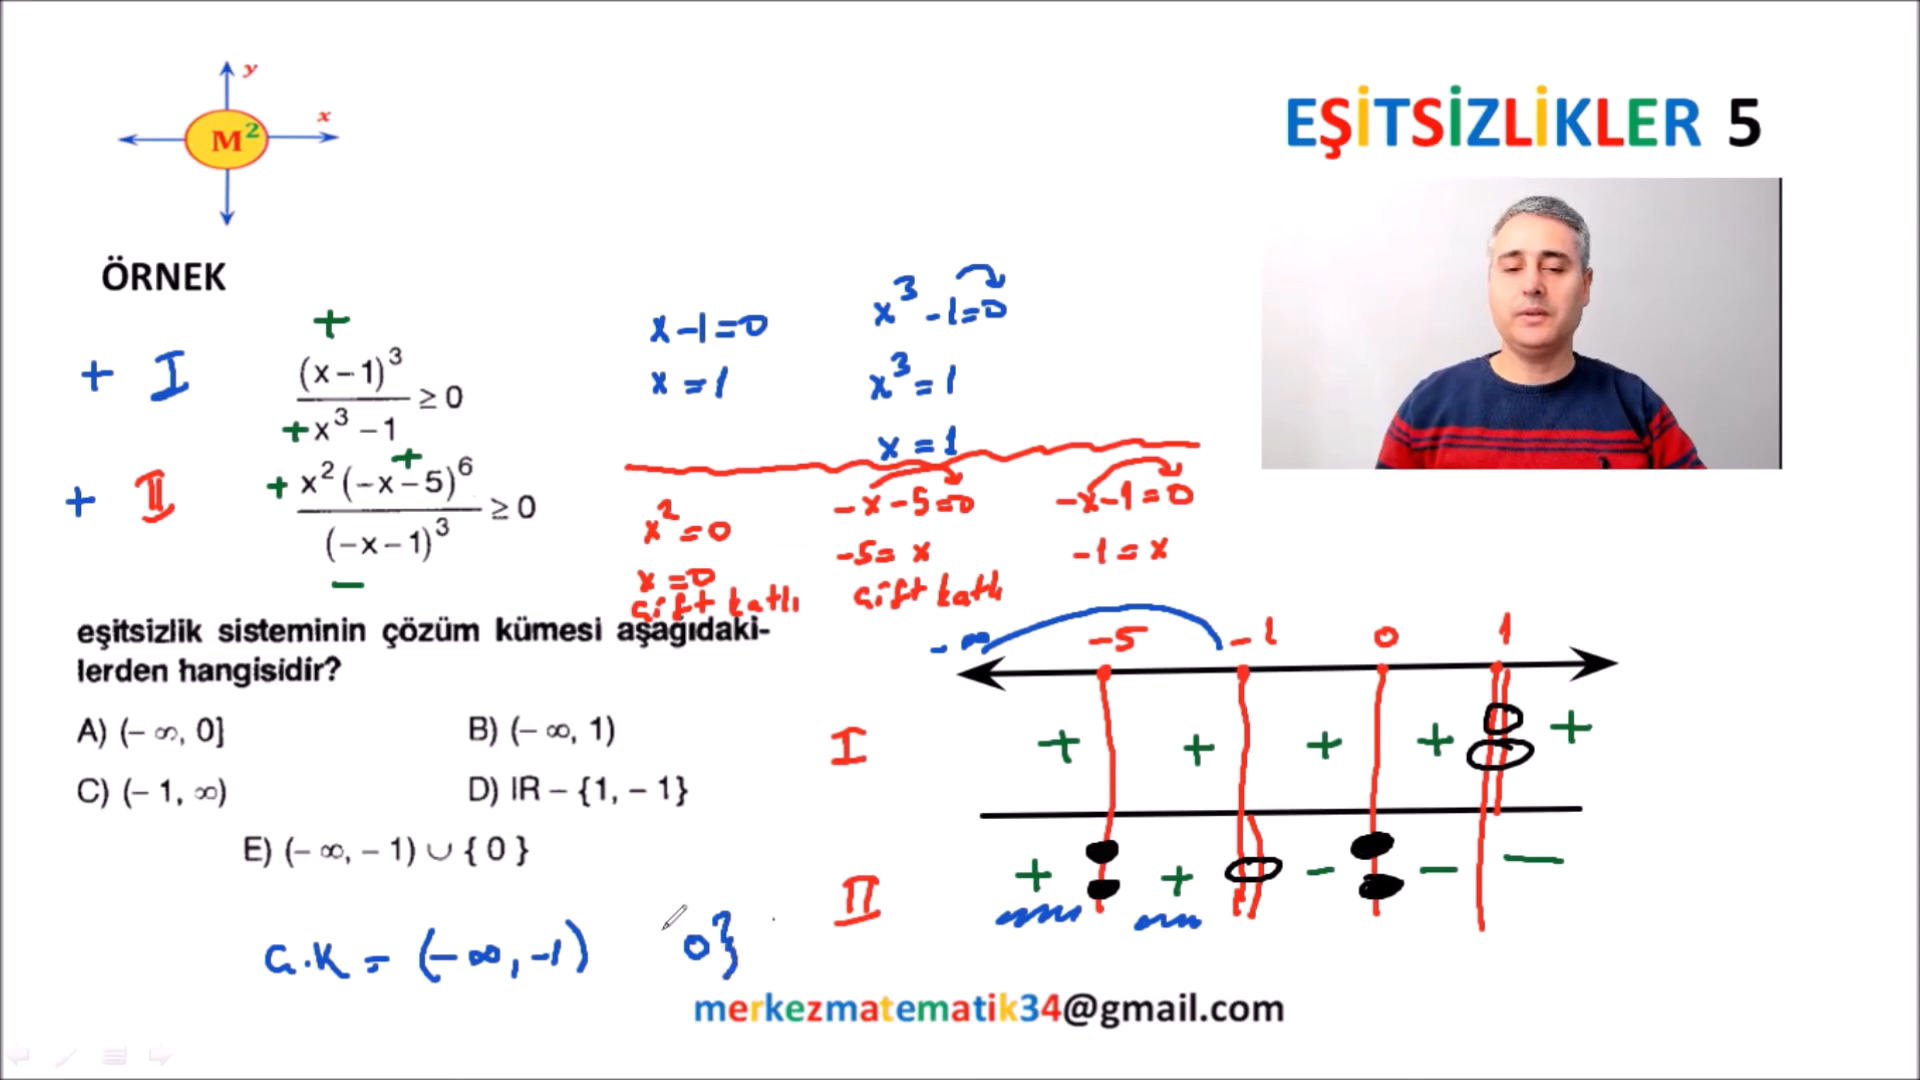 y
x
M²
EŞİTSİZLİKLER 5
ÖRNEK
+
+ I
(x – 1)³
+ x³ – 1
≥ 0
+ II
+ x² (– x – 5)⁶
+
(– x – 1)³
≥ 0
–
x – 1 = 0
x = 1
x³ – 1 = 0
x³ = 1
x = 1
x² = 0
x = 0
çift katlı
– x – 5 = 0
– 5 = x
çift katlı
– x – 1 = 0
– 1 = x
eşitsizlik sisteminin çözüm kümesi aşağıdaki-
lerden hangisidir?
A) (– ∞, 0]
B) (– ∞, 1)
C) (– 1, ∞)
D) IR – {1, – 1}
E) (– ∞, – 1) ∪ { 0 }
– ∞ –5 –1 0 1
I + + + + +
II + + – – –
Ç.K = (– ∞, –1) 0}
merkezmatematik34@gmail.com